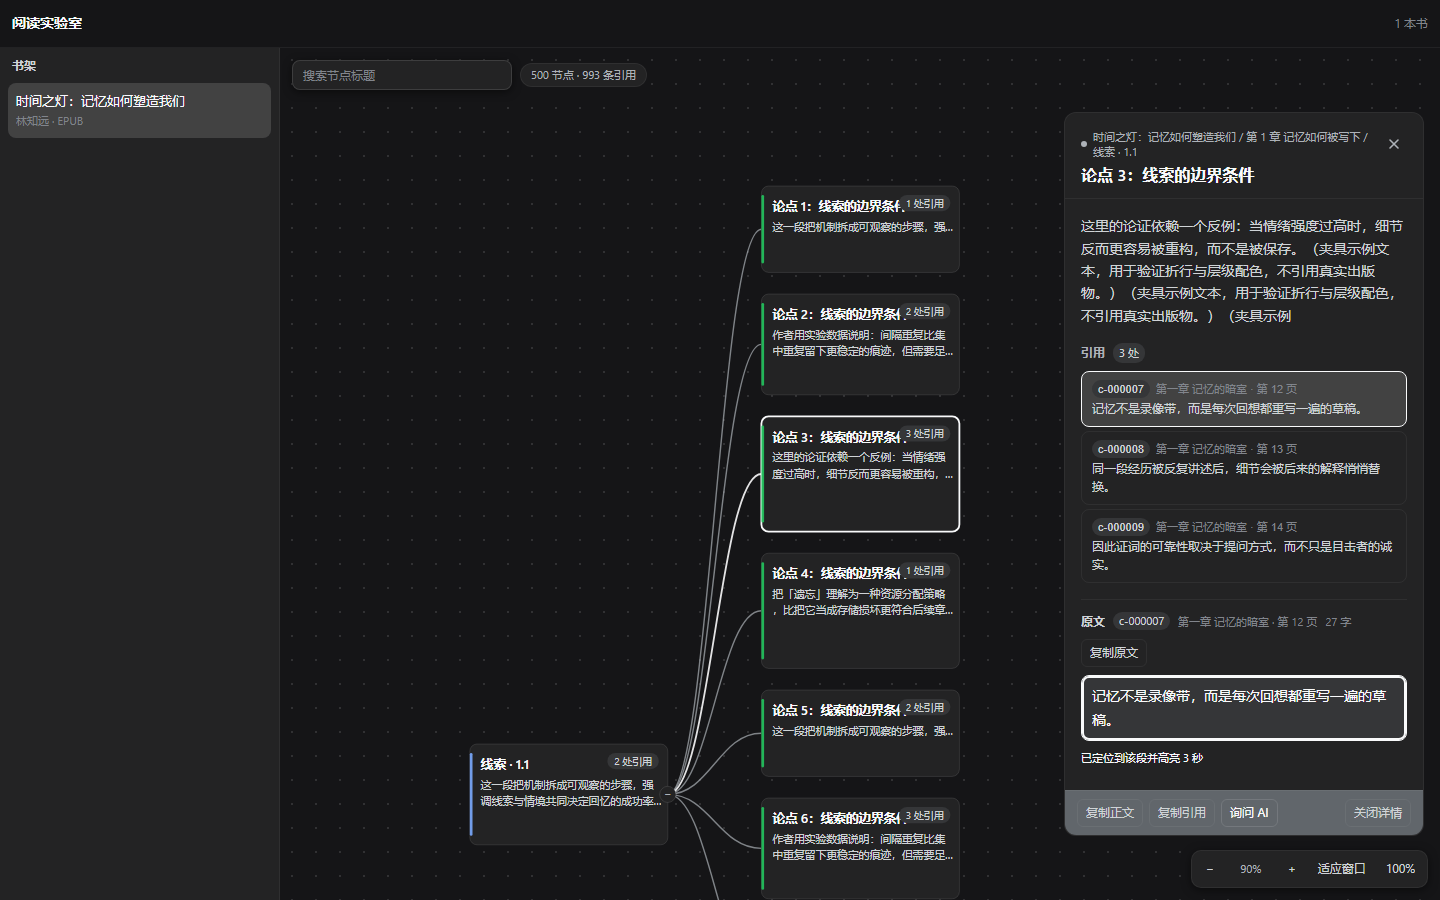 阅读实验室
1 本书
书架
时间之灯：记忆如何塑造我们
林知远 · EPUB
搜索节点标题
500 节点 · 993 条引用
论点 1：线索的边界条件
1 处引用
这一段把机制拆成可观察的步骤，强...
论点 2：线索的边界条件
2 处引用
作者用实验数据说明：间隔重复比集
中重复留下更稳定的痕迹，但需要足...
论点 3：线索的边界条件
3 处引用
这里的论证依赖一个反例：当情绪强
度过高时，细节反而更容易被重构，...
论点 4：线索的边界条件
1 处引用
把「遗忘」理解为一种资源分配策略
，比把它当成存储损坏更符合后续章...
论点 5：线索的边界条件
2 处引用
这一段把机制拆成可观察的步骤，强...
线索 · 1.1
2 处引用
这一段把机制拆成可观察的步骤，强
调线索与情境共同决定回忆的成功率...
−
论点 6：线索的边界条件
3 处引用
作者用实验数据说明：间隔重复比集
中重复留下更稳定的痕迹，但需要足...
时间之灯：记忆如何塑造我们 / 第 1 章 记忆如何被写下 /
线索 · 1.1
论点 3：线索的边界条件
这里的论证依赖一个反例：当情绪强度过高时，细节
反而更容易被重构，而不是被保存。（夹具示例文
本，用于验证折行与层级配色，不引用真实出版
物。）（夹具示例文本，用于验证折行与层级配色，
不引用真实出版物。）（夹具示例
引用 3 处
c-000007 第一章 记忆的暗室 · 第 12 页
记忆不是录像带，而是每次回想都重写一遍的草稿。
c-000008 第一章 记忆的暗室 · 第 13 页
同一段经历被反复讲述后，细节会被后来的解释悄悄替
换。
c-000009 第一章 记忆的暗室 · 第 14 页
因此证词的可靠性取决于提问方式，而不只是目击者的诚
实。
原文 c-000007 第一章 记忆的暗室 · 第 12 页 27 字
复制原文
记忆不是录像带，而是每次回想都重写一遍的草
稿。
已定位到该段并高亮 3 秒
复制正文 复制引用 询问 AI 关闭详情
− 90% + 适应窗口 100%